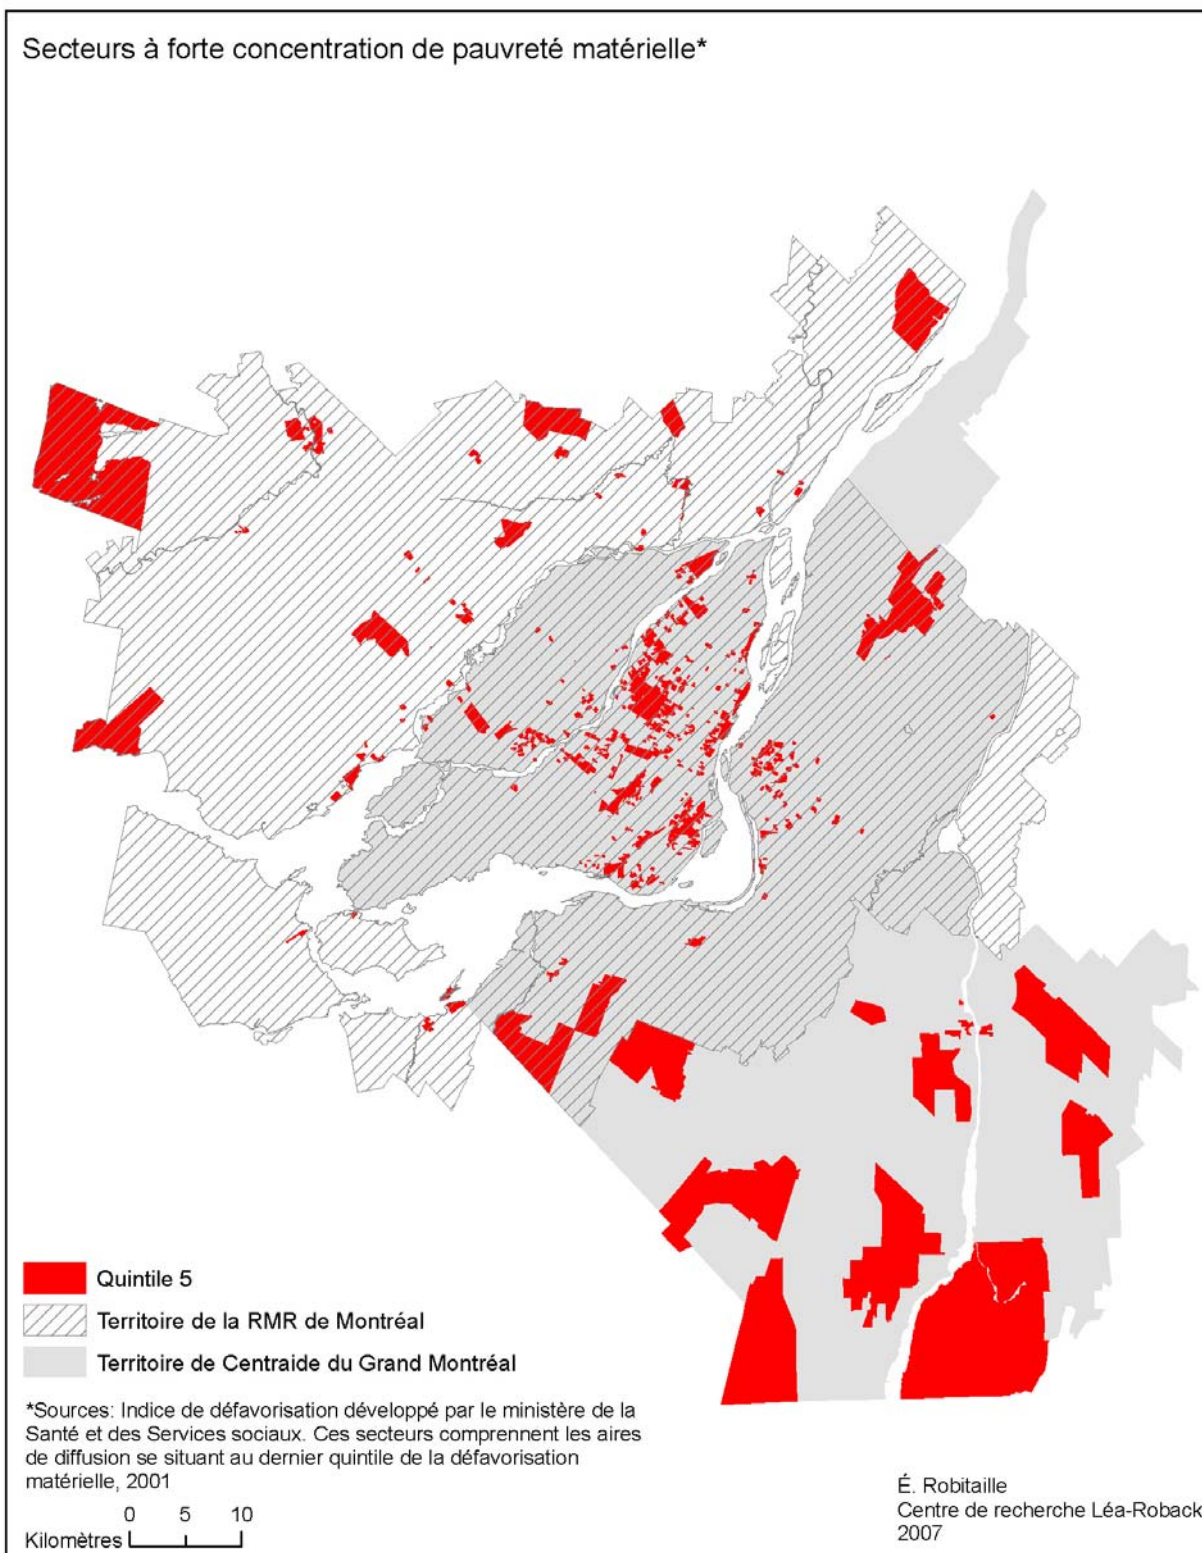 Secteurs à forte concentration de pauvreté matérielle*
Quintile 5
Territoire de la RMR de Montréal
Territoire de Centraide du Grand Montréal
*Sources: Indice de défavorisation développé par le ministère de la
Santé et des Services sociaux. Ces secteurs comprennent les aires
de diffusion se situant au dernier quintile de la défavorisation
matérielle, 2001
0 5 10
Kilomètres
É. Robitaille
Centre de recherche Léa-Roback
2007